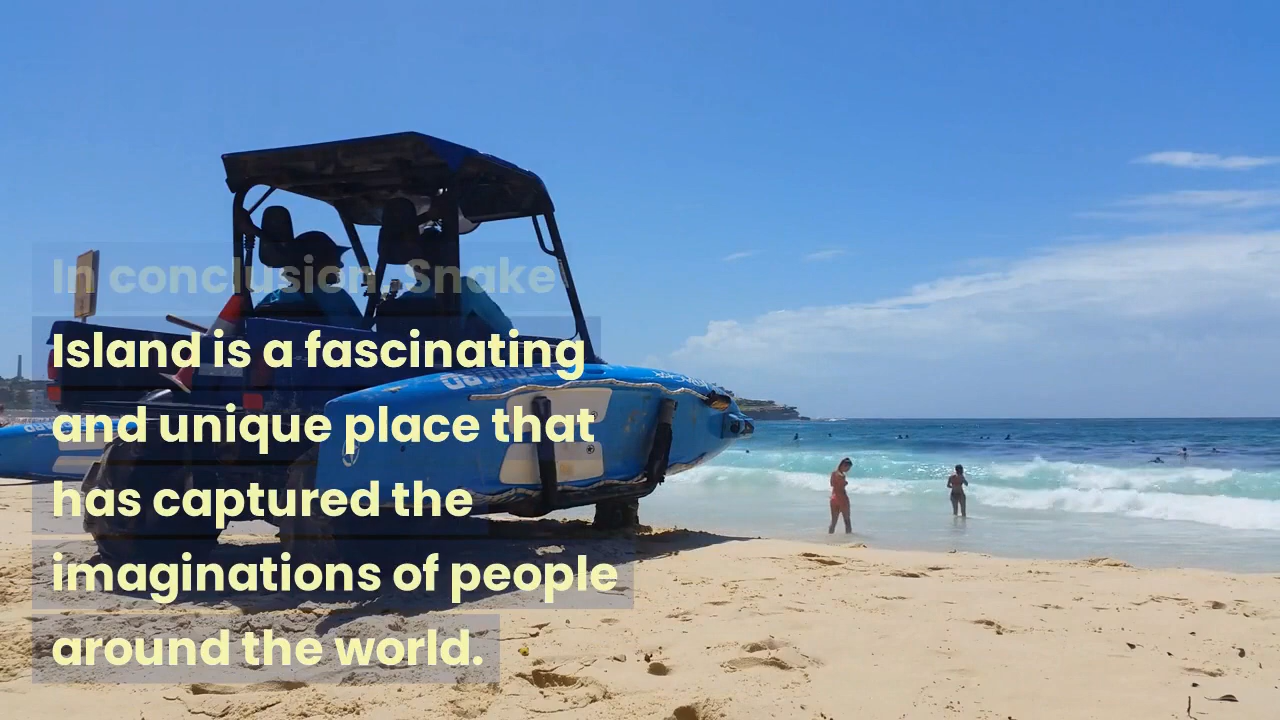 In conclusion, Snake
Island is a fascinating
and unique place that
has captured the
imaginations of people
around the world.